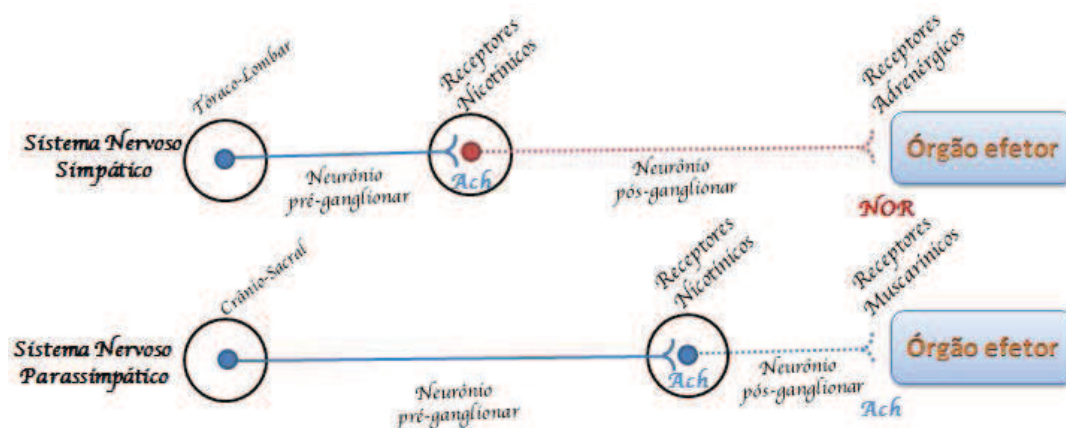 Tóraco-Lombar
Receptores
Nicotínicos
Receptores
Adrenérgicos
Sistema Nervoso
Simpático
Neurônio
pré-ganglionar
Ach
Neurônio
pós-ganglionar
NOR
Órgão efetor
Crânio-Sacral
Receptores
Nicotínicos
Receptores
Muscarínicos
Sistema Nervoso
Parassimpático
Neurônio
pré-ganglionar
Ach
Neurônio
pós-ganglionar
Ach
Órgão efetor